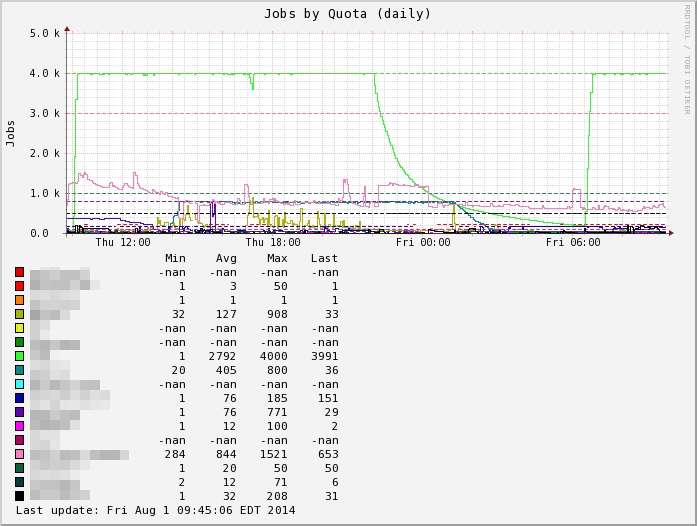 Jobs by Quota (daily)
RRDTOOL / TOBI OETIKER
Jobs
5.0 k
4.0 k
3.0 k
2.0 k
1.0 k
0.0
Thu 12:00 Thu 18:00 Fri 00:00 Fri 06:00
Min Avg Max Last
-nan -nan -nan -nan
1 3 50 1
1 1 1 1
32 127 908 33
-nan -nan -nan -nan
-nan -nan -nan -nan
1 2792 4000 3991
20 405 800 36
-nan -nan -nan -nan
1 76 185 151
1 76 771 29
1 12 100 2
-nan -nan -nan -nan
284 844 1521 653
1 20 50 50
2 12 71 6
1 32 208 31
Last update: Fri Aug 1 09:45:06 EDT 2014